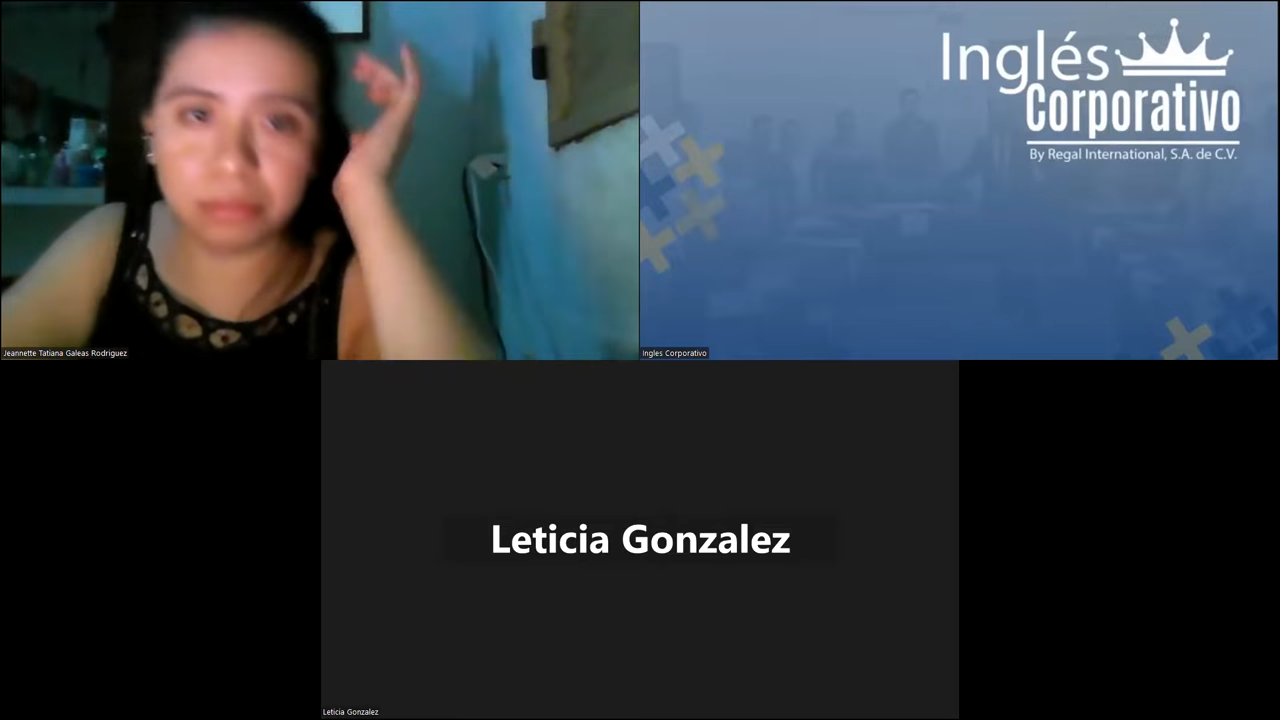 Inglés
Corporativo
By Regal International, S.A. de C.V.
Jeannette Tatiana Galeas Rodriguez
Ingles Corporativo
Leticia Gonzalez
Leticia Gonzalez